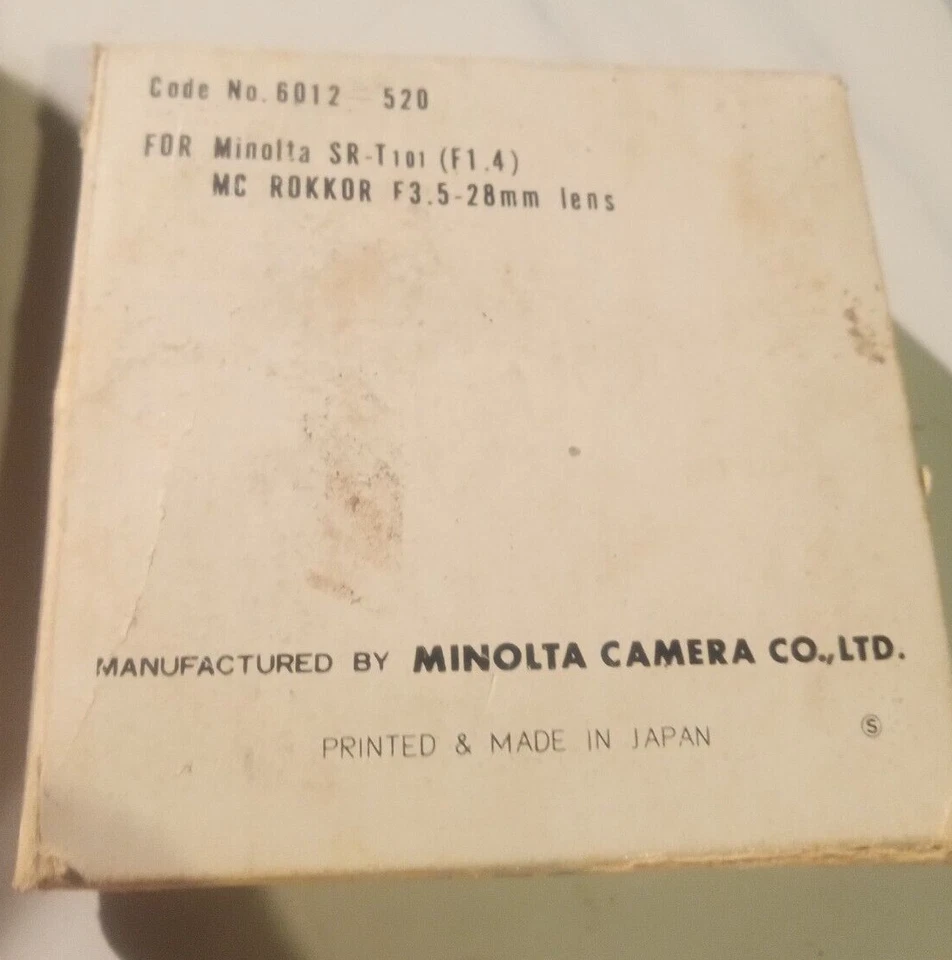 Code No. 6012 520
FOR Minolta SR-T101 (F1.4)
MC ROKKOR F3.5-28mm lens
MANUFACTURED BY MINOLTA CAMERA CO.,LTD.
PRINTED & MADE IN JAPAN
Ⓢ